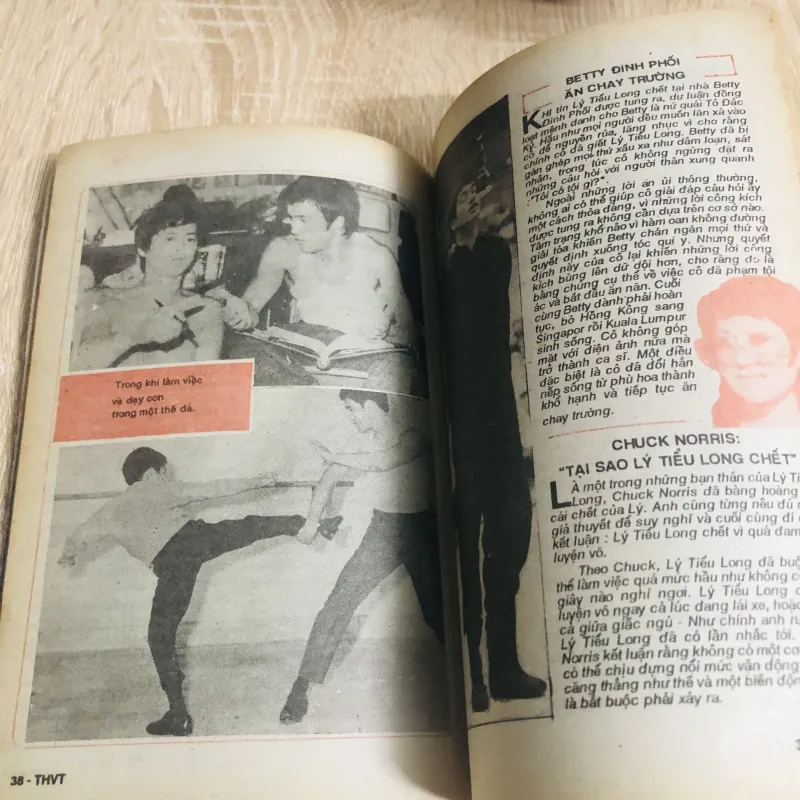 Trong khi làm việc
và dạy con
trong một thế đá.
38 - THVT
BETTY ĐINH PHỐI
ĂN CHAY TRƯỜNG
KHi tin Lý Tiểu Long chết tại nhà Betty
Đinh Phối được tung ra, dư luận đồng
loạt mệnh danh cho Betty là nữ quái Tô Đắc
Kỷ. Hầu như mọi người đều muốn lăn xả vào
cô để nguyền rủa, lăng nhục vì cho rằng
chính cô đã giết Lý Tiểu Long. Betty đã bị
gán ghép mọi thứ xấu xa như dâm loạn, sát
nhân, trong lúc cô không ngừng đặt ra
những câu hỏi với người thân xung quanh
: "Tôi có tội gì?".
Ngoài những lời an ủi thông thường,
không ai có thể giúp cô giải đáp câu hỏi ấy
một cách thỏa đáng, vì những lời công kích
được tung ra không cần dựa trên cơ sở nào.
Tâm trạng khổ não vì hàm oan không đường
giải tỏa khiến Betty chán ngán mọi thứ và
quyết định xuống tóc qui y. Nhưng quyết
định này của cô lại khiến những lời công
kích bùng lên dữ dội hơn, cho rằng đó là
bằng chứng cụ thể về việc cô đã phạm tội
ác và bắt đầu ăn năn. Cuối
cùng Betty đành phải hoàn
tục, bỏ Hồng Kông sang
Singapor rồi Kuala Lumpur
sinh sống. Cô không góp
mặt với điện ảnh nữa mà
trở thành ca sĩ. Một điều
đặc biệt là cô đã đổi hẳn
nếp sống từ phù hoa thành
khổ hạnh và tiếp tục ăn
chay trường.
CHUCK NORRIS:
"TẠI SAO LÝ TIỂU LONG CHẾT"
LÀ một trong những bạn thân của Lý Tiể
Long, Chuck Norris đã bàng hoàng
cái chết của Lý. Anh cũng từng nêu đủ
giả thuyết để suy nghĩ và cuối cùng đi
kết luận : Lý Tiểu Long chết vì quá đam
luyện võ.
Theo Chuck, Lý Tiểu Long đã buộ
thể làm việc quá mức hầu như không c
giây nào nghỉ ngơi. Lý Tiểu Long
luyện võ ngay cả lúc đang lái xe, hoặ
cả giữa giấc ngủ - Như chính anh
Lý Tiểu Long đã có lần nhắc tới.
Norris kết luận rằng không có một cơ
có thể chịu đựng nổi mức vận động
căng thẳng như thế và một biến độn
là bắt buộc phải xảy ra.